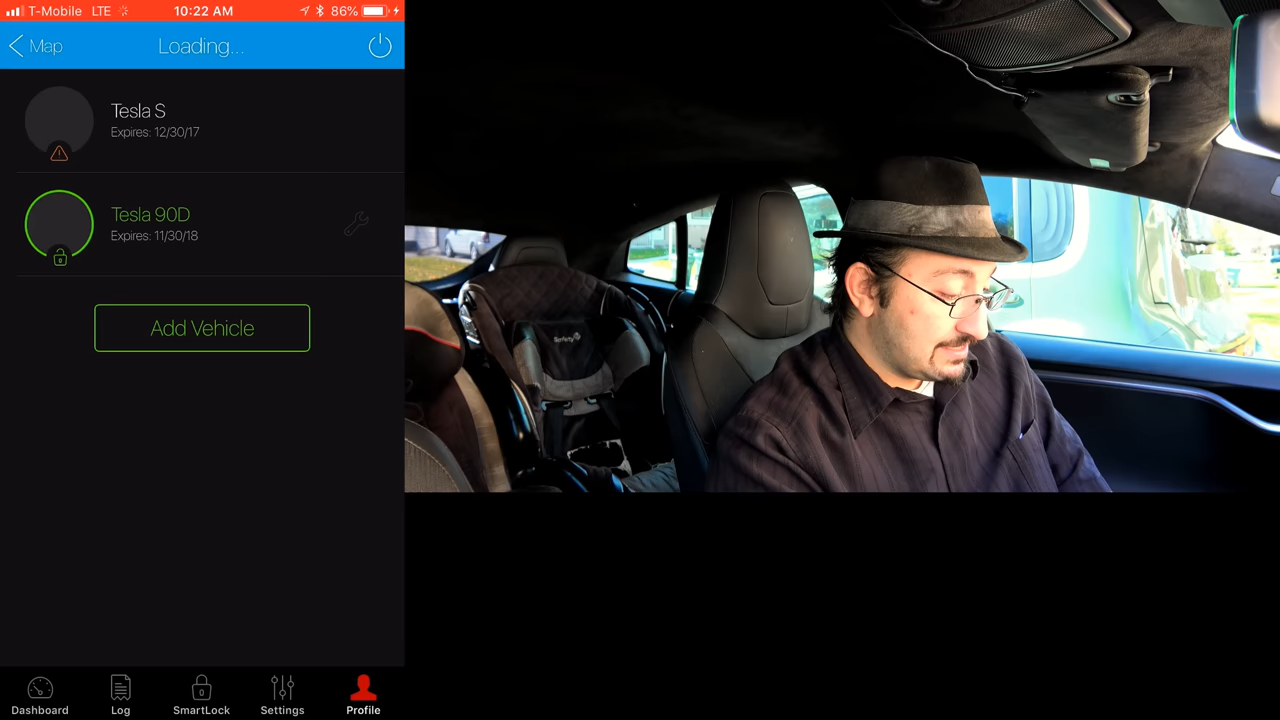 T-Mobile LTE 10:22 AM 86%
Map Loading...
Tesla S
Expires: 12/30/17
Tesla 90D
Expires: 11/30/18
Add Vehicle
Dashboard Log SmartLock Settings Profile